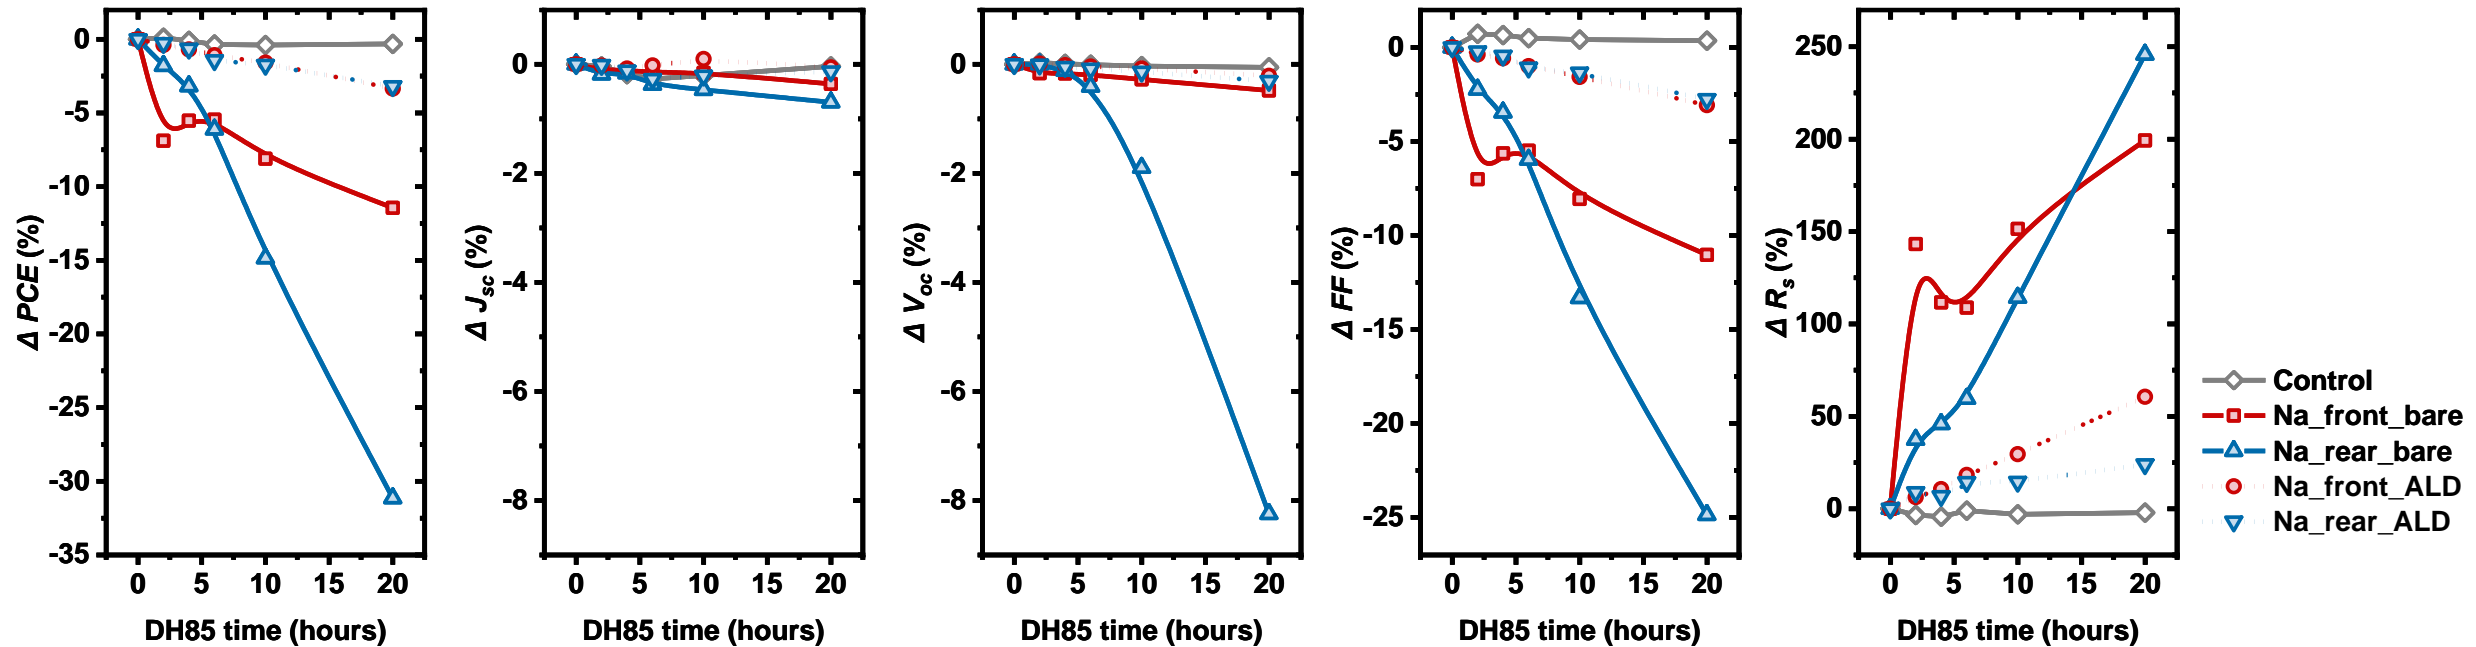 Δ PCE (%)
0
-5
-10
-15
-20
-25
-30
-35
0 5 10 15 20
DH85 time (hours)
Δ Jsc (%)
0
-2
-4
-6
-8
0 5 10 15 20
DH85 time (hours)
Δ Voc (%)
0
-2
-4
-6
-8
0 5 10 15 20
DH85 time (hours)
Δ FF (%)
0
-5
-10
-15
-20
-25
0 5 10 15 20
DH85 time (hours)
Δ Rs (%)
250
200
150
100
50
0
0 5 10 15 20
DH85 time (hours)
Control
Na_front_bare
Na_rear_bare
Na_front_ALD
Na_rear_ALD